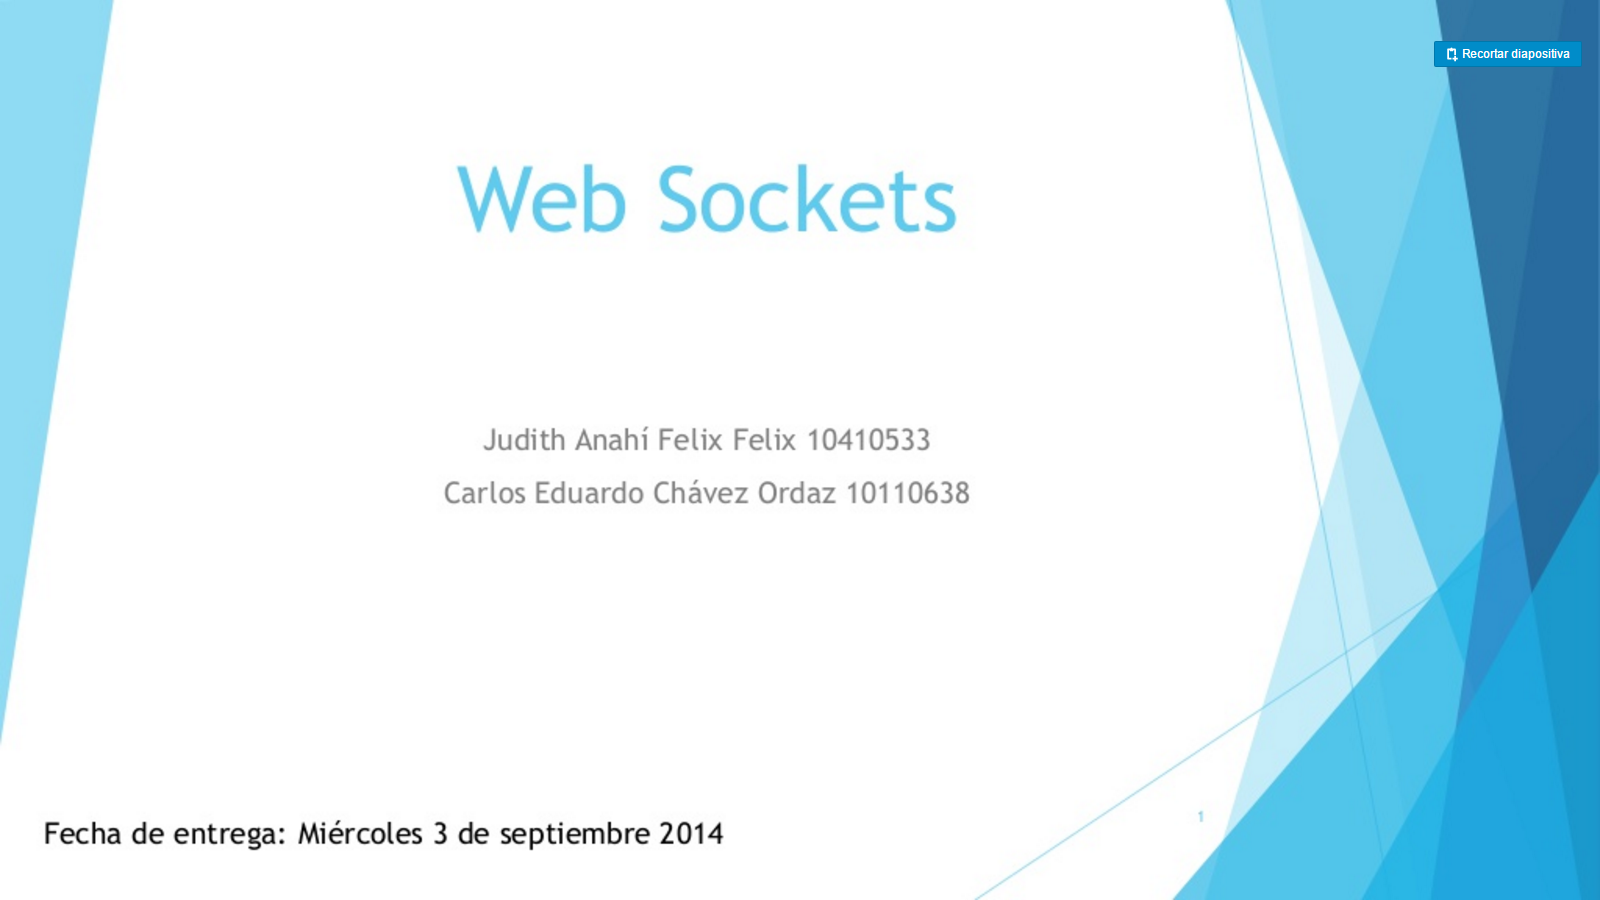 Recortar diapositiva
Web Sockets
Judith Anahí Felix Felix 10410533
Carlos Eduardo Chávez Ordaz 10110638
1
Fecha de entrega: Miércoles 3 de septiembre 2014